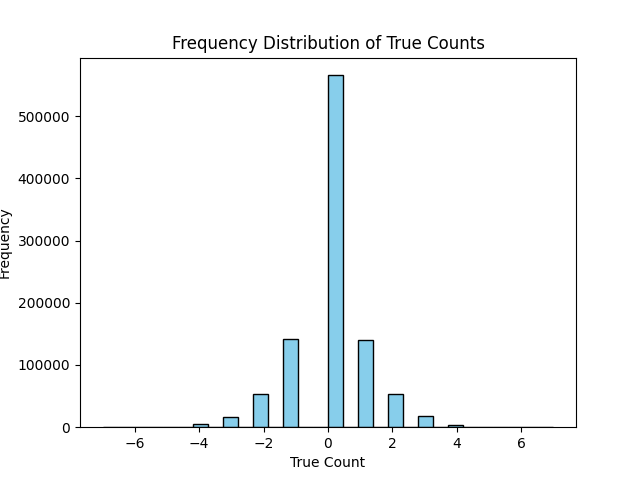 Frequency Distribution of True Counts
500000
400000
300000
200000
100000
0
Frequency
−6 −4 −2 0 2 4 6
True Count